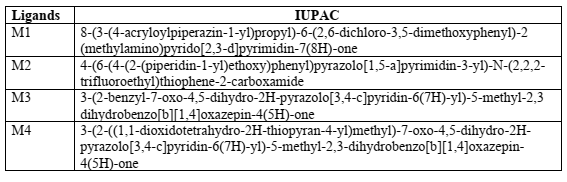 Ligands IUPAC
M1 8-(3-(4-acryloylpiperazin-1-yl)propyl)-6-(2,6-dichloro-3,5-dimethoxyphenyl)-2
(methylamino)pyrido[2,3-d]pyrimidin-7(8H)-one
M2 4-(6-(4-(2-(piperidin-1-yl)ethoxy)phenyl)pyrazolo[1,5-a]pyrimidin-3-yl)-N-(2,2,2-
trifluoroethyl)thiophene-2-carboxamide
M3 3-(2-benzyl-7-oxo-4,5-dihydro-2H-pyrazolo[3,4-c]pyridin-6(7H)-yl)-5-methyl-2,3
dihydrobenzo[b][1,4]oxazepin-4(5H)-one
M4 3-(2-((1,1-dioxidotetrahydro-2H-thiopyran-4-yl)methyl)-7-oxo-4,5-dihydro-2H-
pyrazolo[3,4-c]pyridin-6(7H)-yl)-5-methyl-2,3-dihydrobenzo[b][1,4]oxazepin-
4(5H)-one